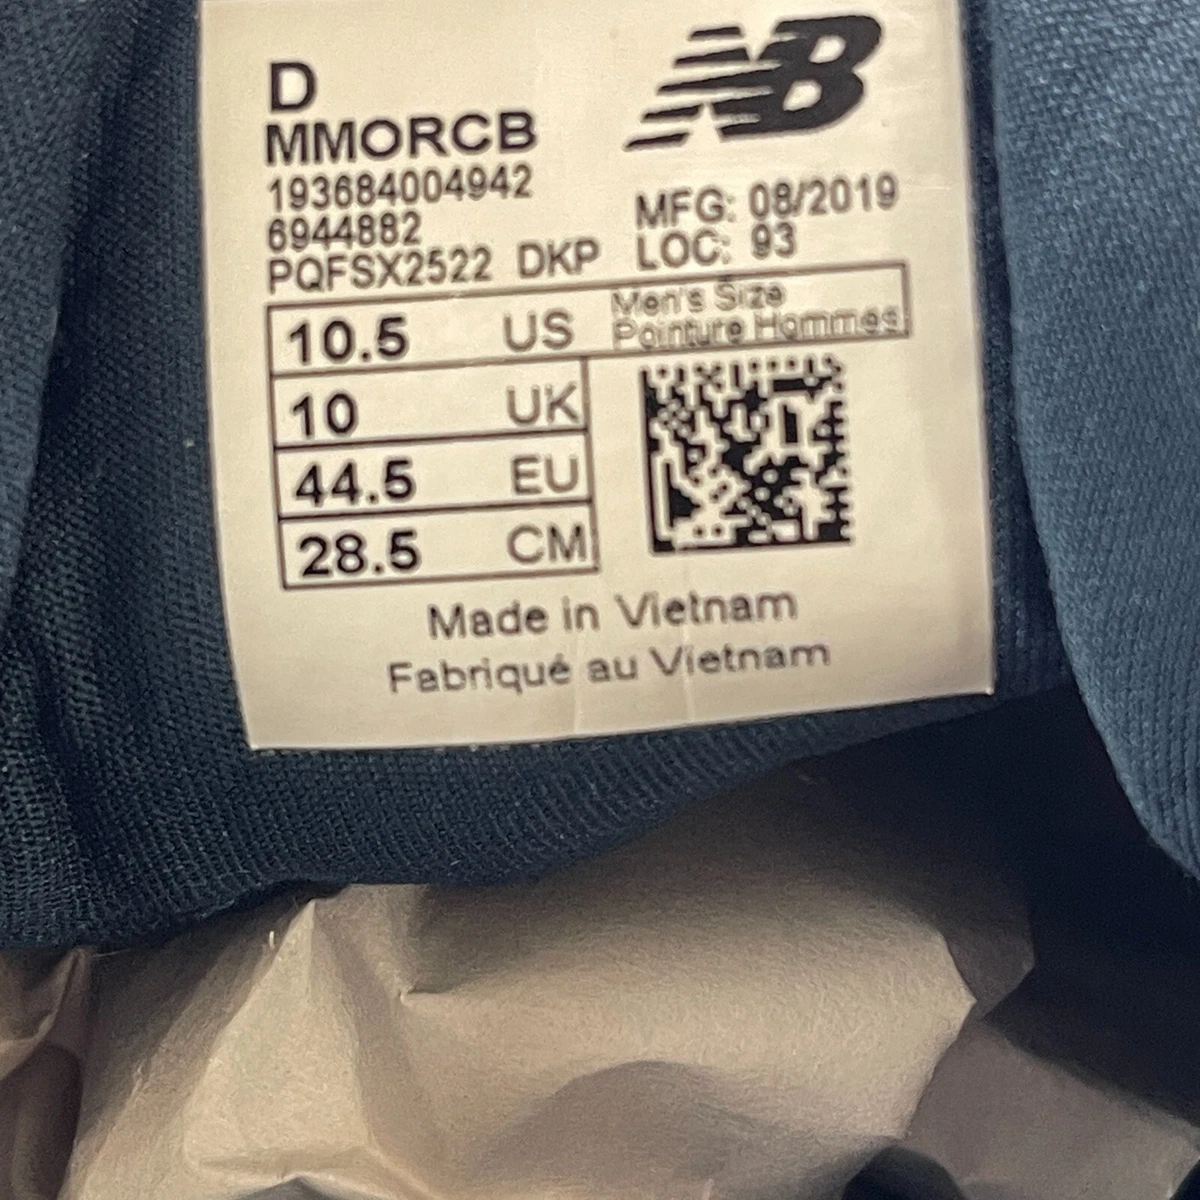 D
MMORCB
193684004942
6944882
PQFSX2522 DKP
NB
MFG: 08/2019
LOC: 93
10.5 US Men's Size
Pointure Hommes
10 UK
44.5 EU
28.5 CM
Made in Vietnam
Fabriqué au Vietnam